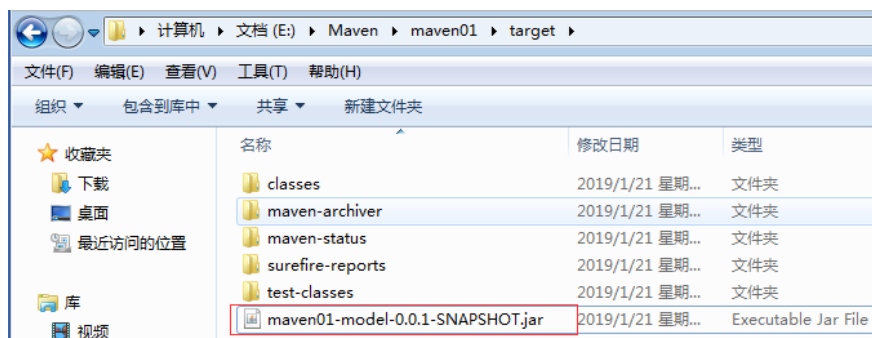 计算机 文档 (E:) Maven maven01 target
文件(F) 编辑(E) 查看(V) 工具(T) 帮助(H)
组织 包含到库中 共享 新建文件夹
收藏夹
下载
桌面
最近访问的位置
库
视频
名称 修改日期 类型
classes 2019/1/21 星期... 文件夹
maven-archiver 2019/1/21 星期... 文件夹
maven-status 2019/1/21 星期... 文件夹
surefire-reports 2019/1/21 星期... 文件夹
test-classes 2019/1/21 星期... 文件夹
maven01-model-0.0.1-SNAPSHOT.jar 2019/1/21 星期... Executable Jar File